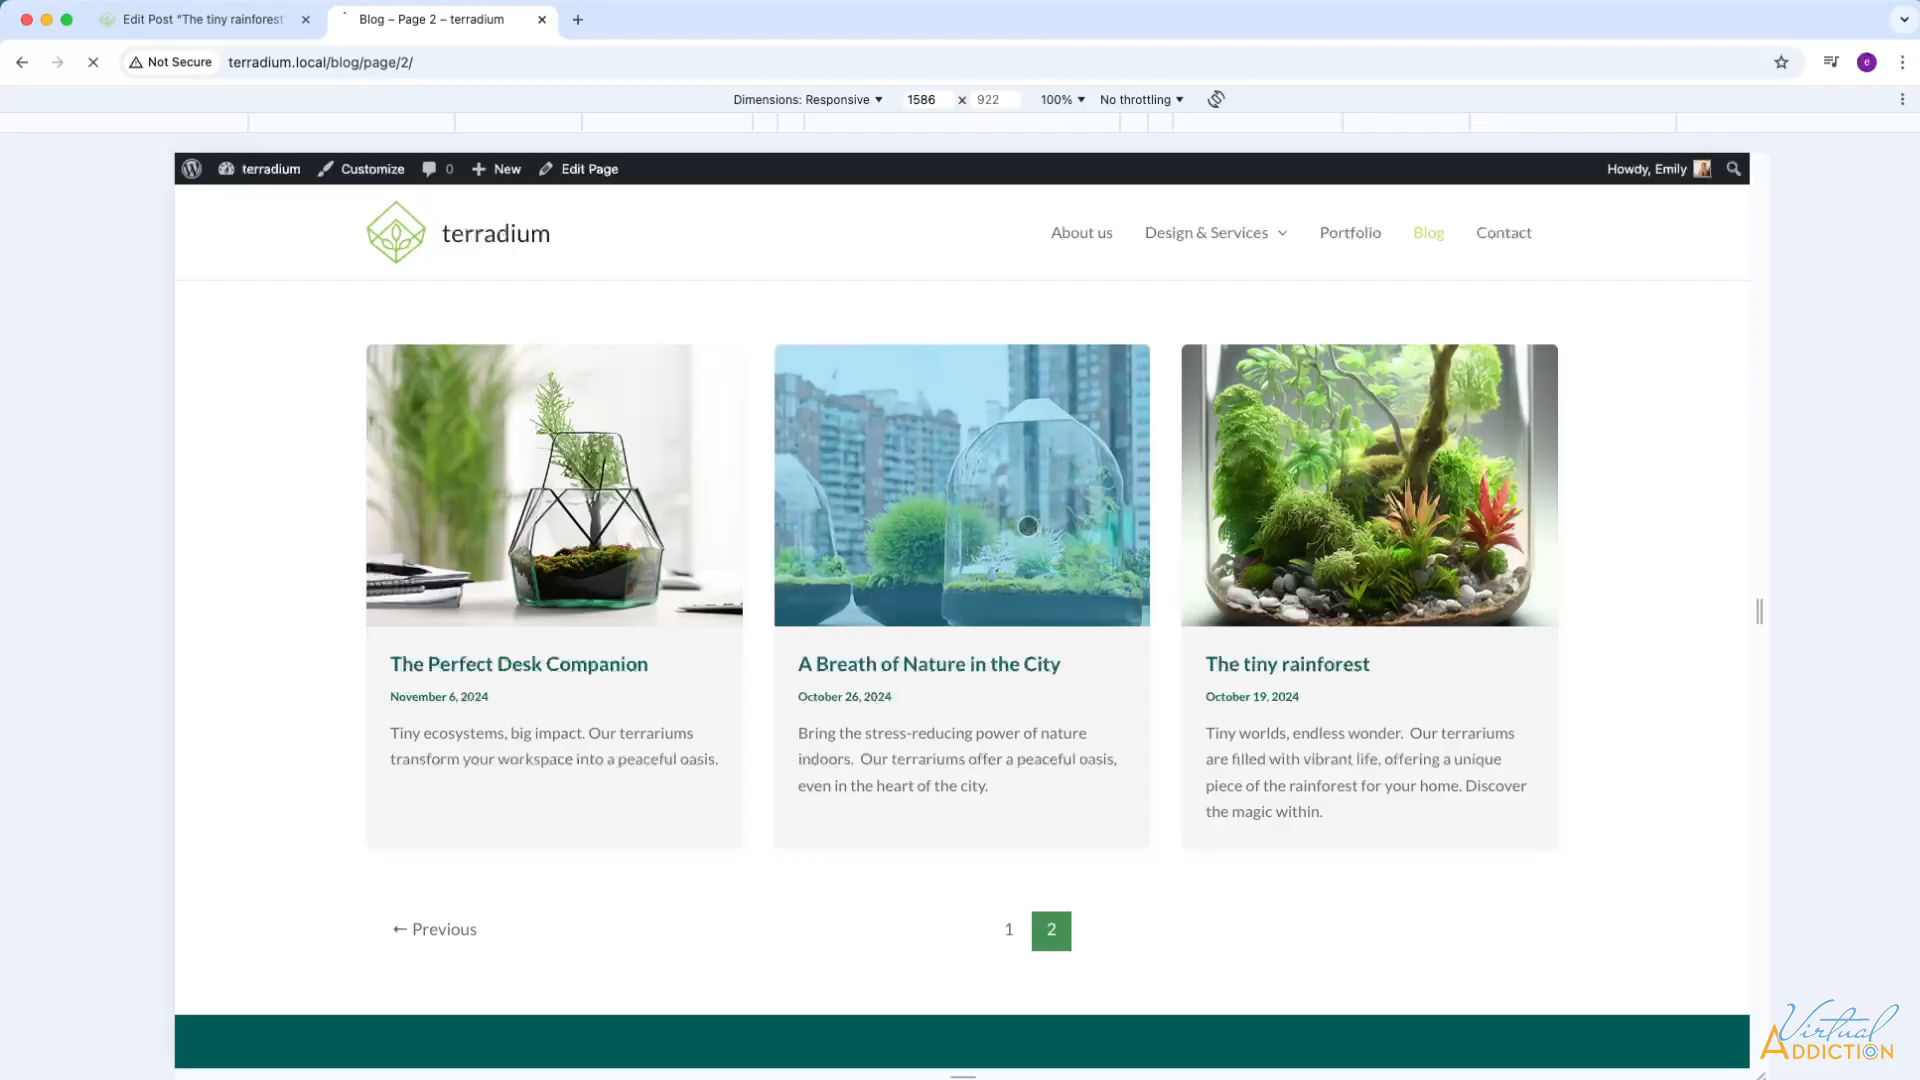 Edit Post "The tiny rainforest"
Blog – Page 2 – terradium
Not Secure
terradium.local/blog/page/2/
Dimensions: Responsive
1586 x 922
100%
No throttling
e
terradium
Customize
0
New
Edit Page
Howdy, Emily
terradium
About us
Design & Services
Portfolio
Blog
Contact
The Perfect Desk Companion
November 6, 2024
Tiny ecosystems, big impact. Our terrariums
transform your workspace into a peaceful oasis.
A Breath of Nature in the City
October 26, 2024
Bring the stress-reducing power of nature
indoors. Our terrariums offer a peaceful oasis,
even in the heart of the city.
The tiny rainforest
October 19, 2024
Tiny worlds, endless wonder. Our terrariums
are filled with vibrant life, offering a unique
piece of the rainforest for your home. Discover
the magic within.
← Previous
1
2
Virtual
ADDICTION